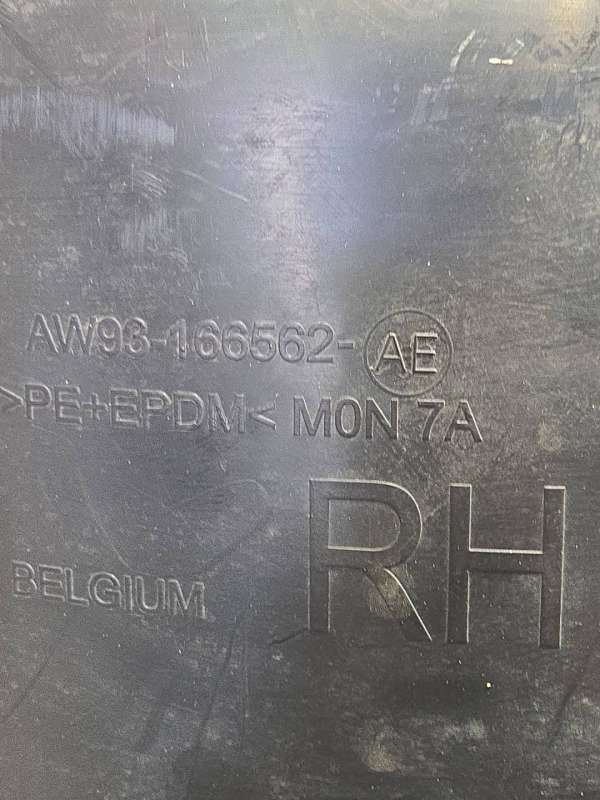 AW93-166562-AE
>PE+EPDM< M0N 7A
RH
BELGIUM